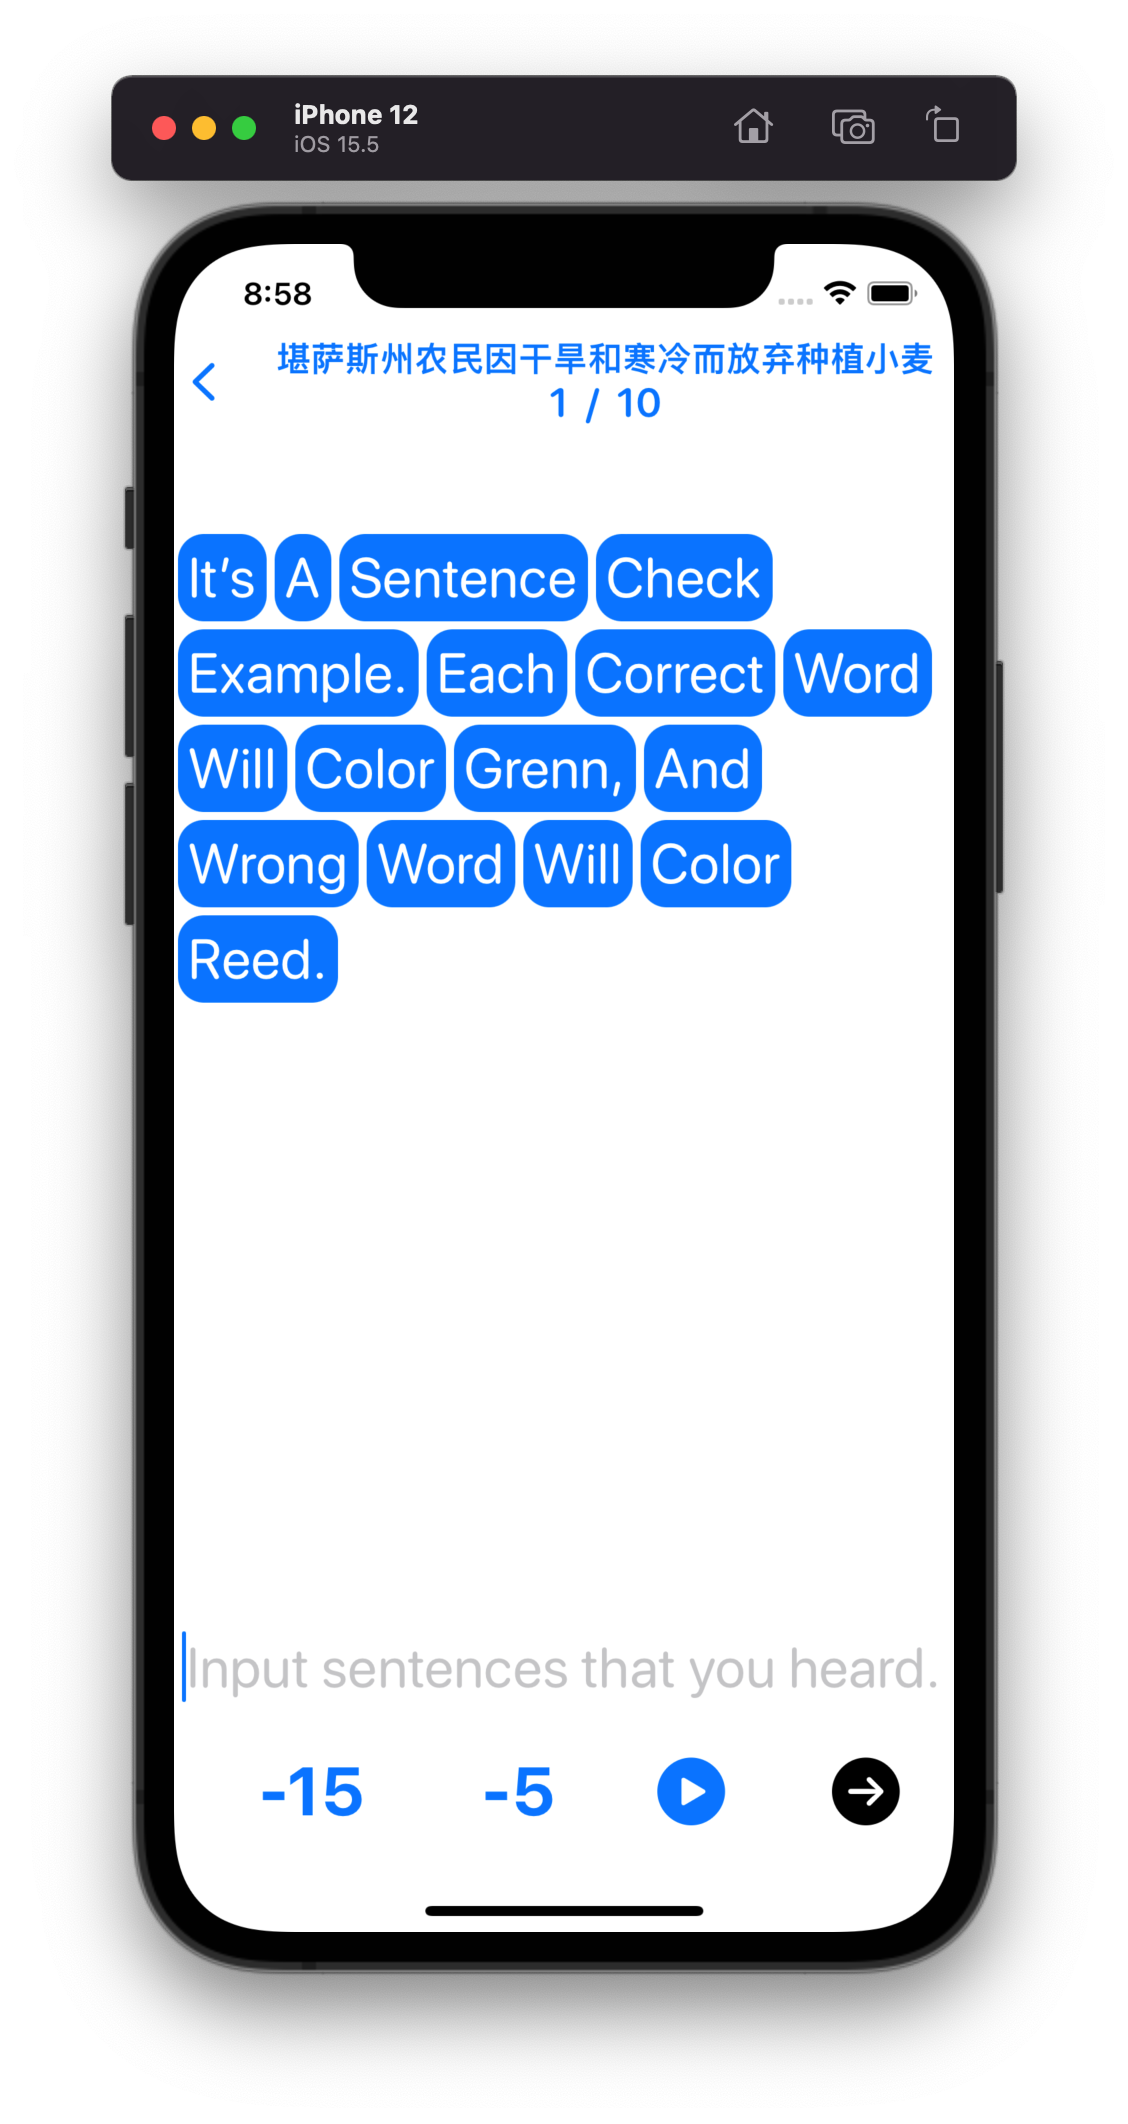 iPhone 12
iOS 15.5
8:58
堪萨斯州农民因干旱和寒冷而放弃种植小麦
1 / 10
It's A Sentence Check
Example. Each Correct Word
Will Color Grenn, And
Wrong Word Will Color
Reed.
Input sentences that you heard.
-15 -5